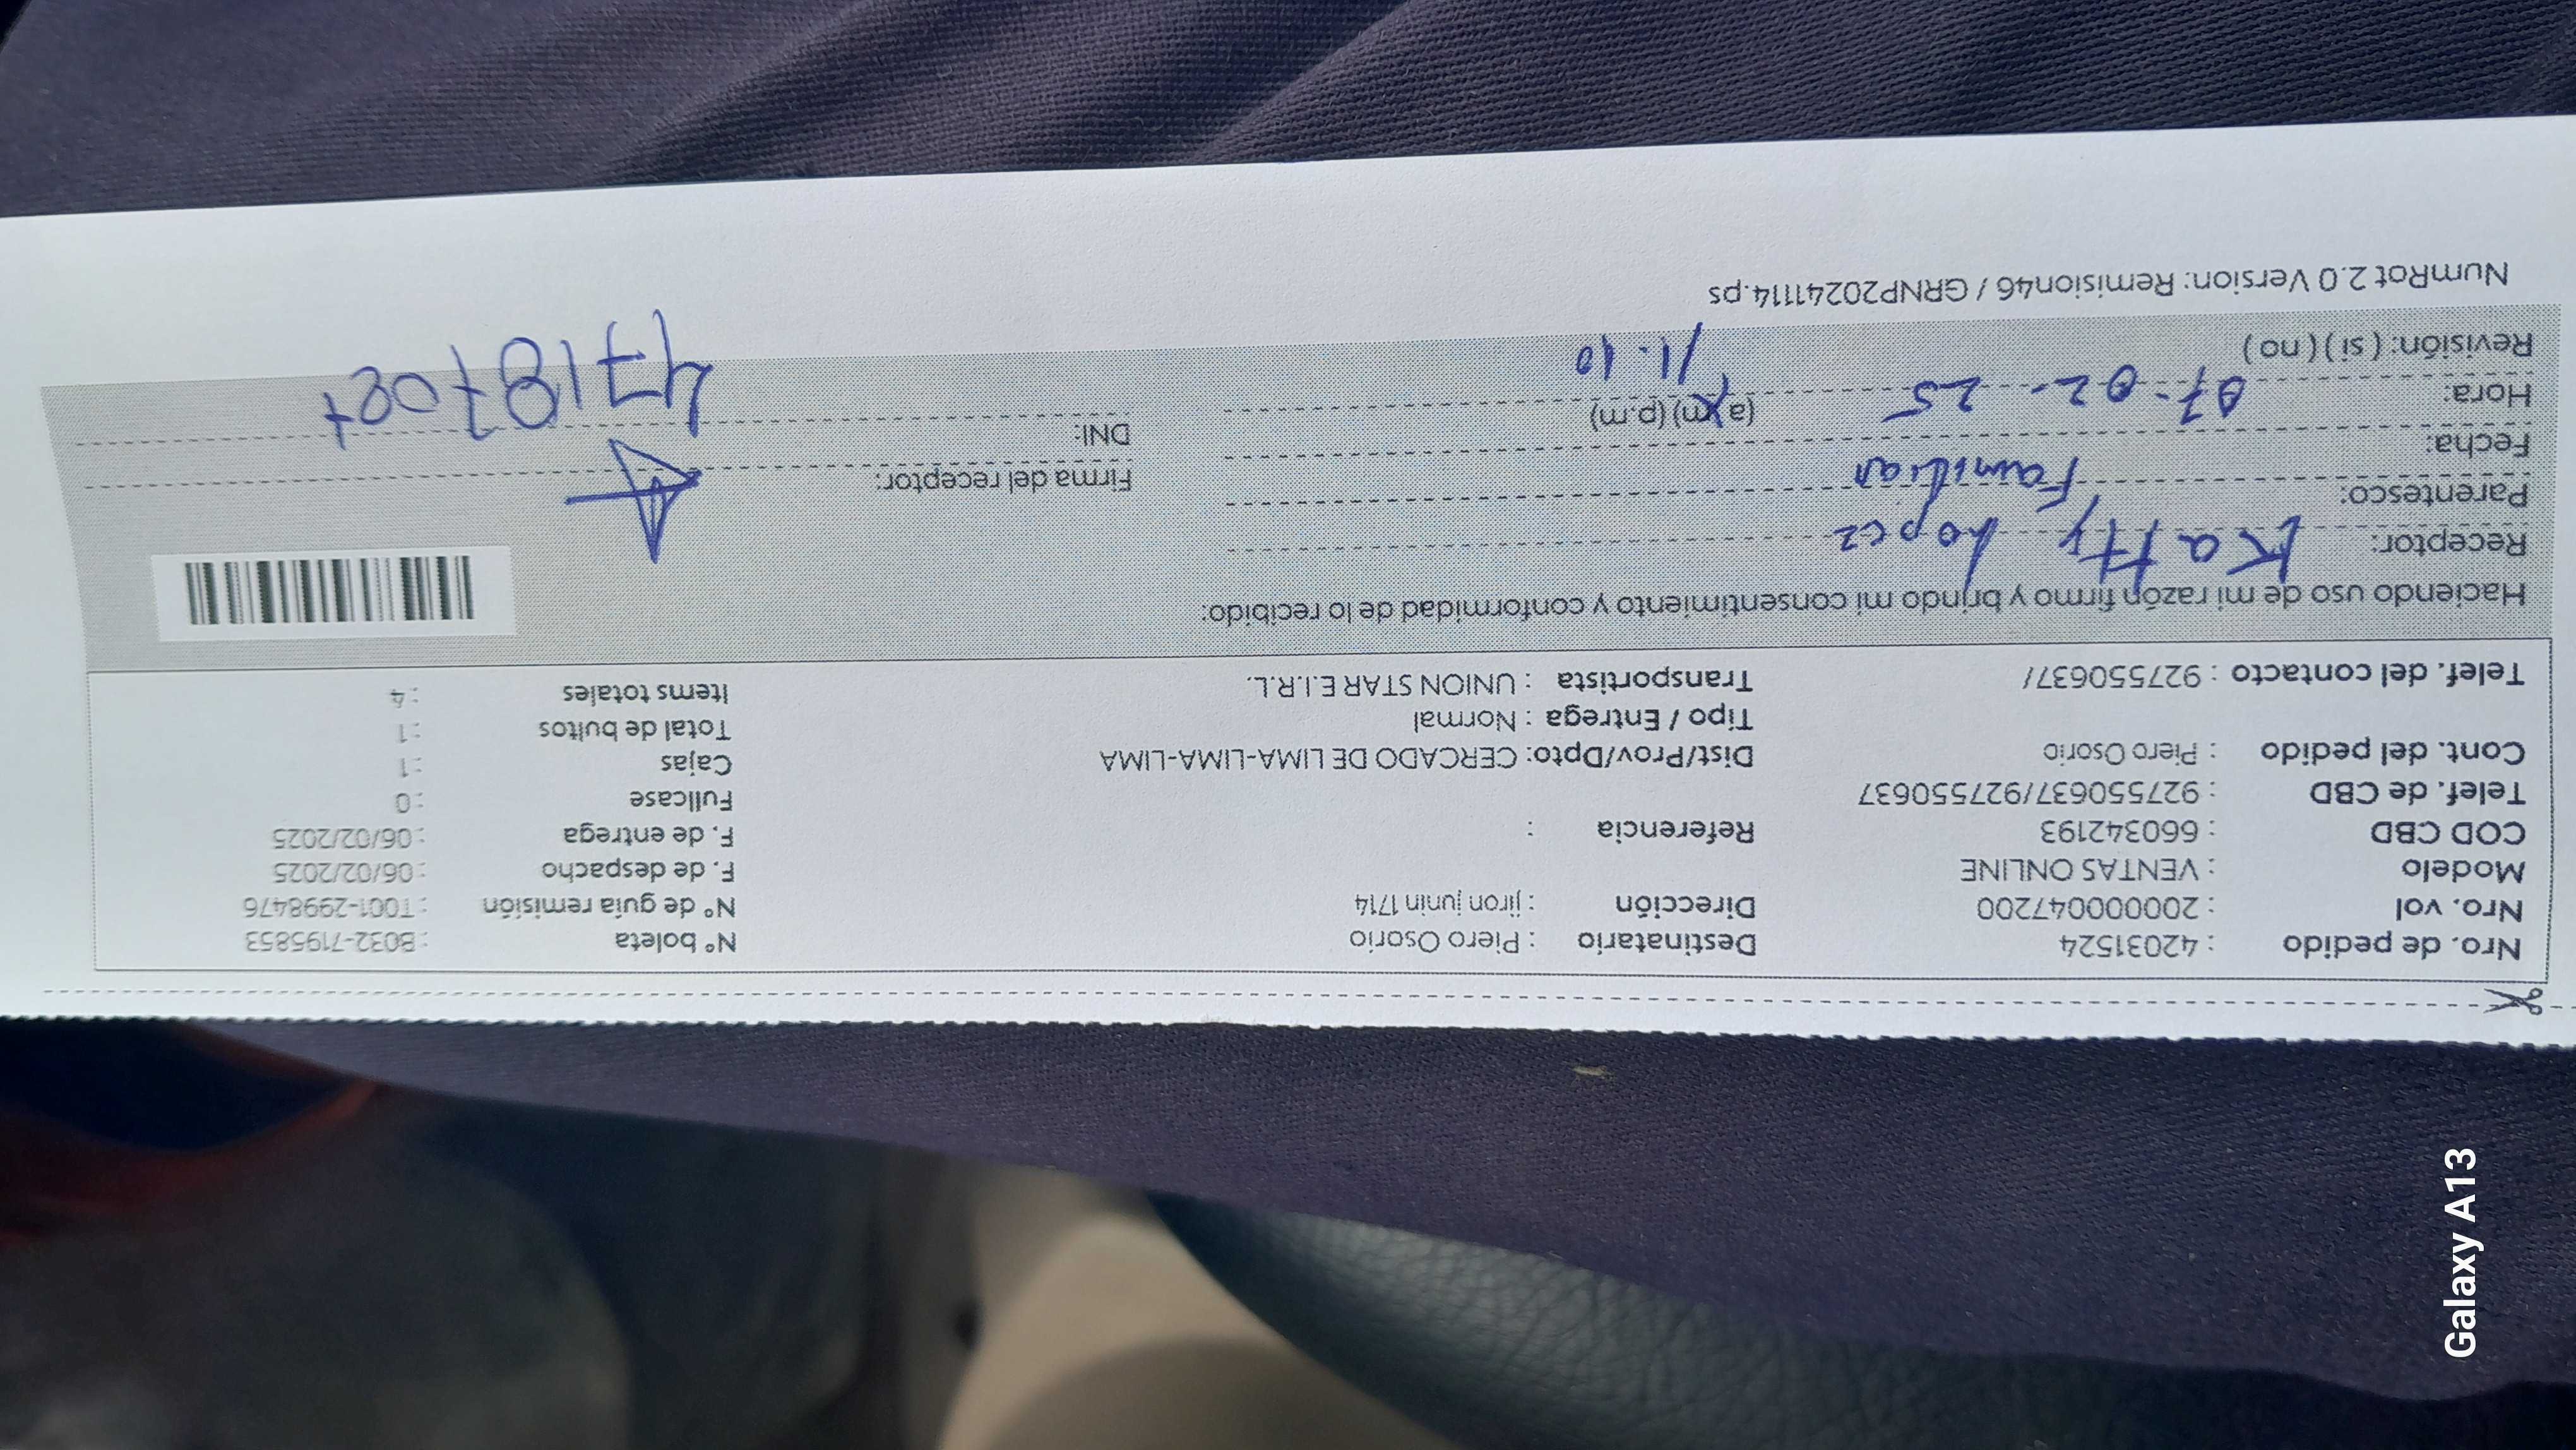 Nro. de pedido : 42031524 Destinatario : Piero Osorio N° boleta : B032-7195853
Nro. vol : 20000047200 Dirección : jiron junin 1714 N° de guía remisión : T001-2998476
Modelo : VENTAS ONLINE F. de despacho : 06/02/2025
COD CBD : 660342193 Referencia : F. de entrega : 06/02/2025
Telef. de CBD : 927550637/927550637 Fullcase : 0
Cont. del pedido : Piero Osorio Dist/Prov/Dpto: CERCADO DE LIMA-LIMA-LIMA Cajas : 1
Tipo / Entrega : Normal Total de bultos : 1
Telef. del contacto : 927550637/ Transportista : UNION STAR E.I.R.L. Items totales : 4
Haciendo uso de mi razón firmo y brindo mi consentimiento y conformidad de lo recibido:
Receptor: Katty Lopez
Parentesco: Familiar Firma del receptor:
Fecha: 07-02-25 DNI:
Hora: 11.10 (a.m) (p.m)
Revisión: ( si ) ( no )
NumRot 2.0 Version: Remision46 / GRNP20241114.ps
Galaxy A13